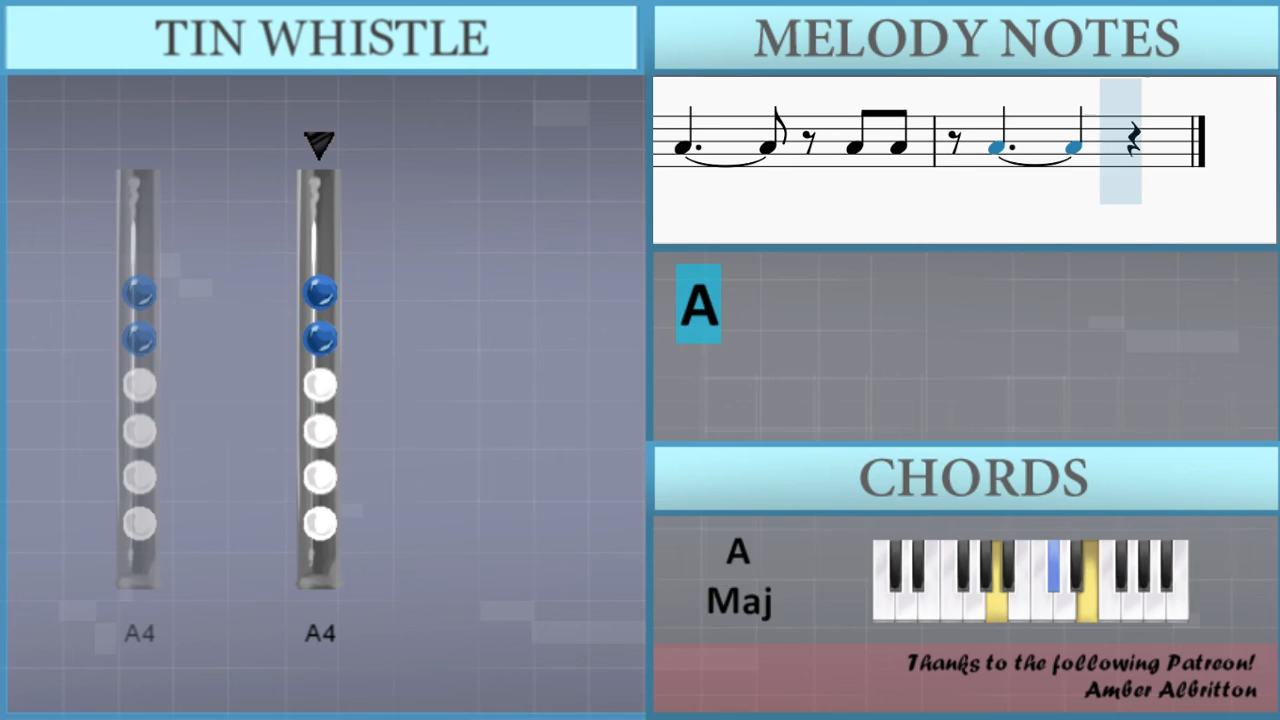 TIN WHISTLE
A4
A4
MELODY NOTES
A
CHORDS
A
Maj
Thanks to the following Patreon!
Amber Albritton